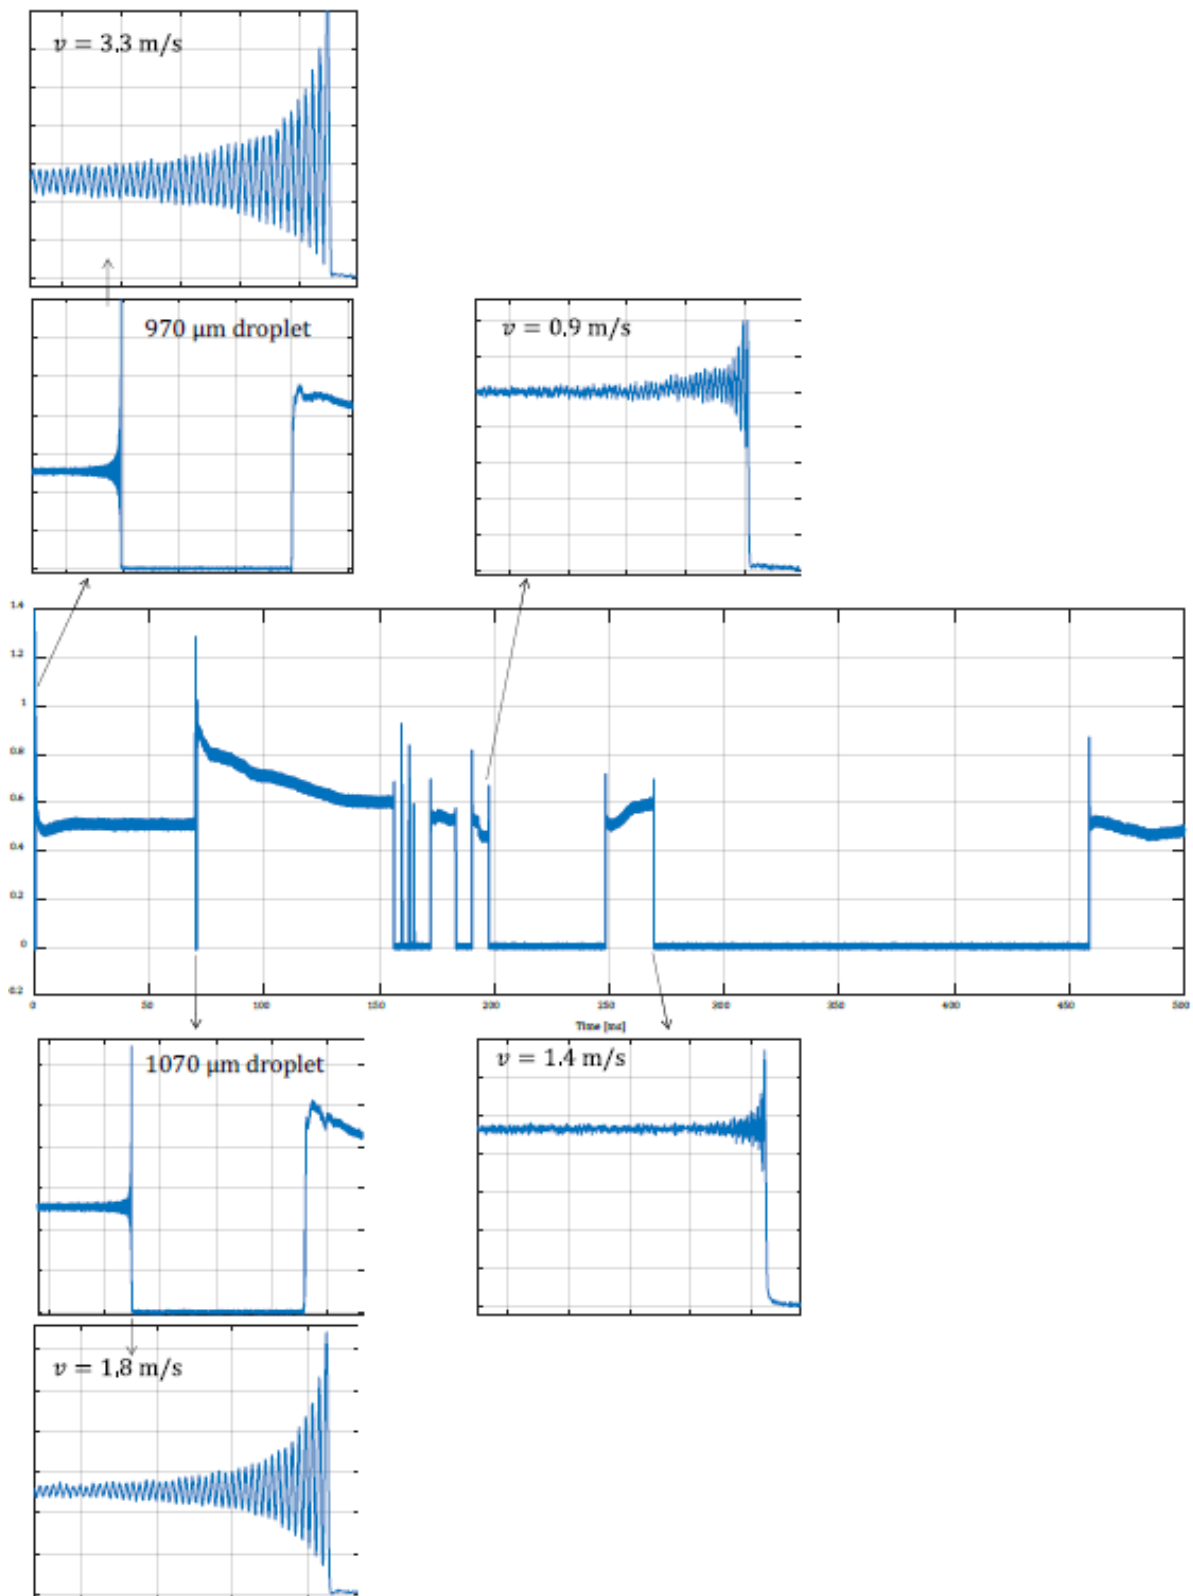 v = 3.3 m/s
970 μm droplet
v = 0.9 m/s
1.4
1.2
1
0.8
0.6
0.4
0.2
0
-0.2
0 50 100 150 200 250 300 350 400 450 500
Time [ms]
1070 μm droplet
v = 1.4 m/s
v = 1.8 m/s